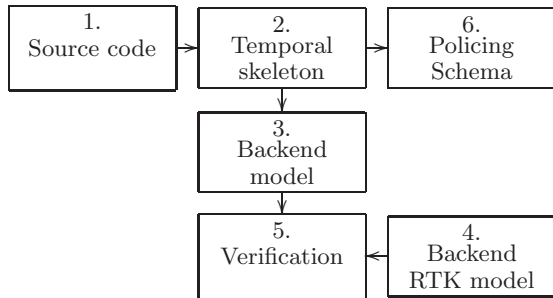 1.
Source code
2.
Temporal
skeleton
6.
Policing
Schema
3.
Backend
model
5.
Verification
4.
Backend
RTK model